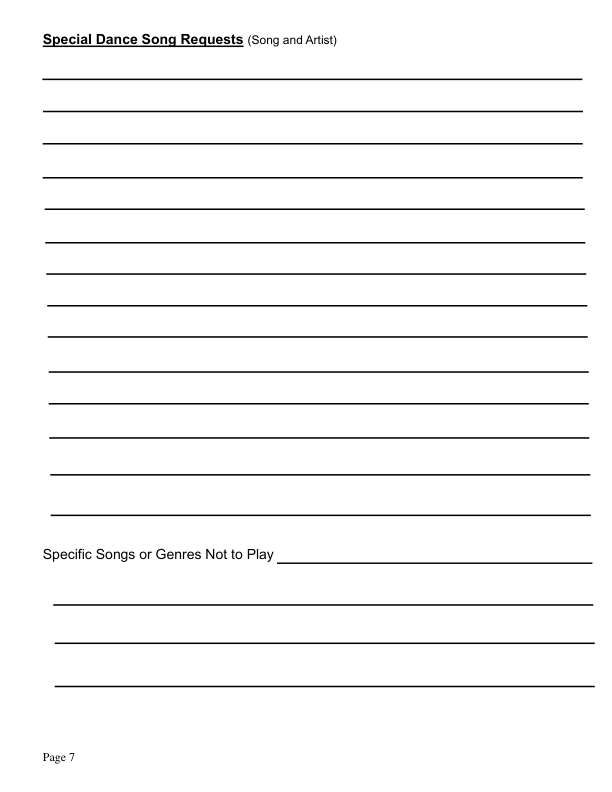 Special Dance Song Requests (Song and Artist)
Specific Songs or Genres Not to Play
Page 7